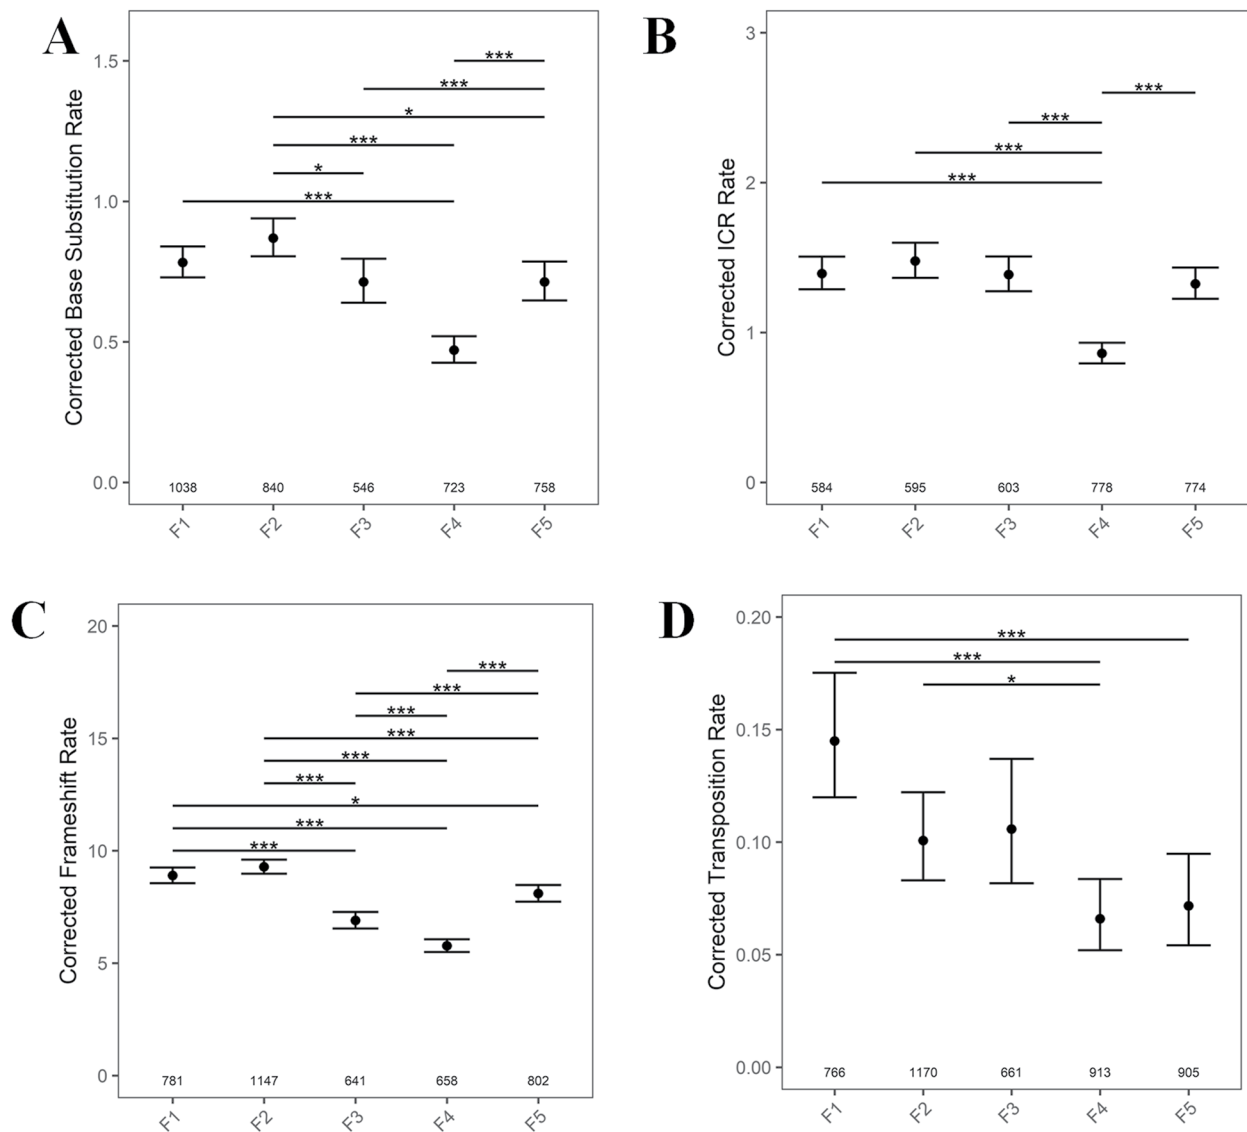 A
Corrected Base Substitution Rate
1.5
1.0
0.5
0.0
***
***
*
***
*
***
1038 840 546 723 758
F1 F2 F3 F4 F5
B
Corrected ICR Rate
3
2
1
0
***
***
***
***
584 595 603 778 774
F1 F2 F3 F4 F5
C
Corrected Frameshift Rate
20
15
10
5
0
***
***
***
***
***
***
*
***
***
781 1147 641 658 802
F1 F2 F3 F4 F5
D
Corrected Transposition Rate
0.20
0.15
0.10
0.05
0.00
***
***
*
766 1170 661 913 905
F1 F2 F3 F4 F5